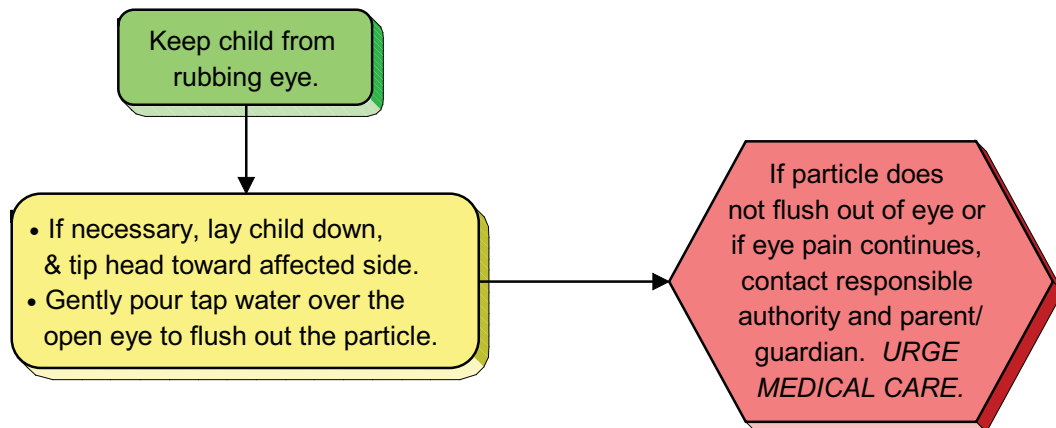 Keep child from
rubbing eye.
• If necessary, lay child down,
& tip head toward affected side.
• Gently pour tap water over the
open eye to flush out the particle.
If particle does
not flush out of eye or
if eye pain continues,
contact responsible
authority and parent/
guardian. URGE
MEDICAL CARE.